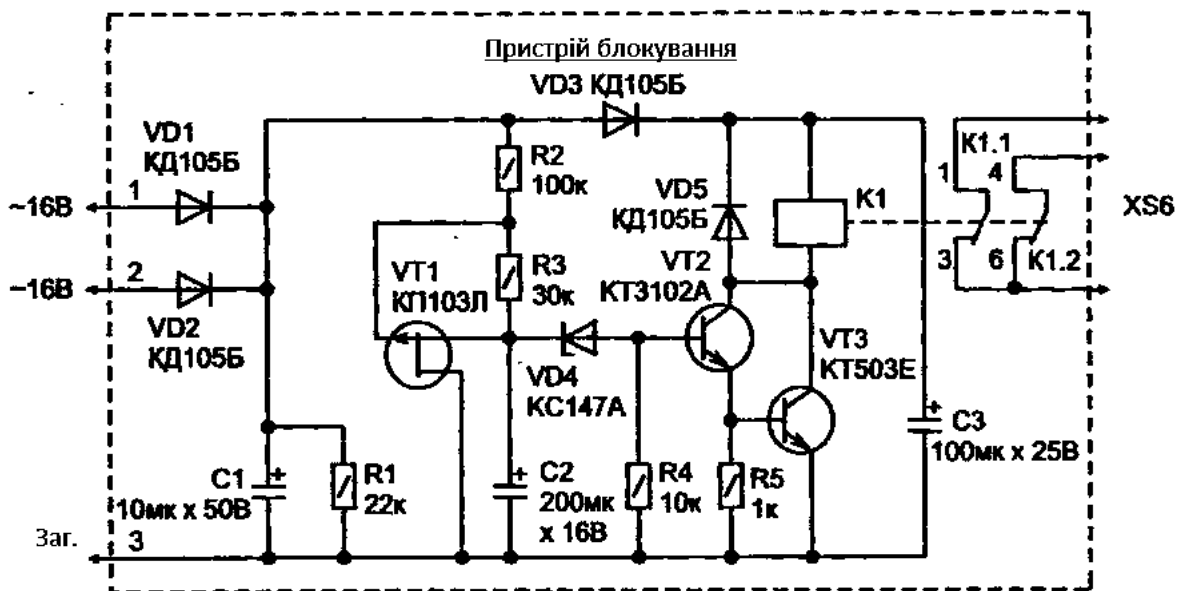 Пристрій блокування
VD3 КД105Б
VD1
КД105Б
1
~16В
2
~16В
VD2
КД105Б
R2
100к
R3
30к
VT1
КП103Л
VD4
КС147А
VD5
КД105Б
VT2
КТ3102А
K1
VT3
КТ503Е
K1.1
1
4
3
6
K1.2
XS6
C1
10мк x 50В
R1
22к
C2
200мк
x 16В
R4
10к
R5
1к
C3
100мк x 25В
Заг.
3